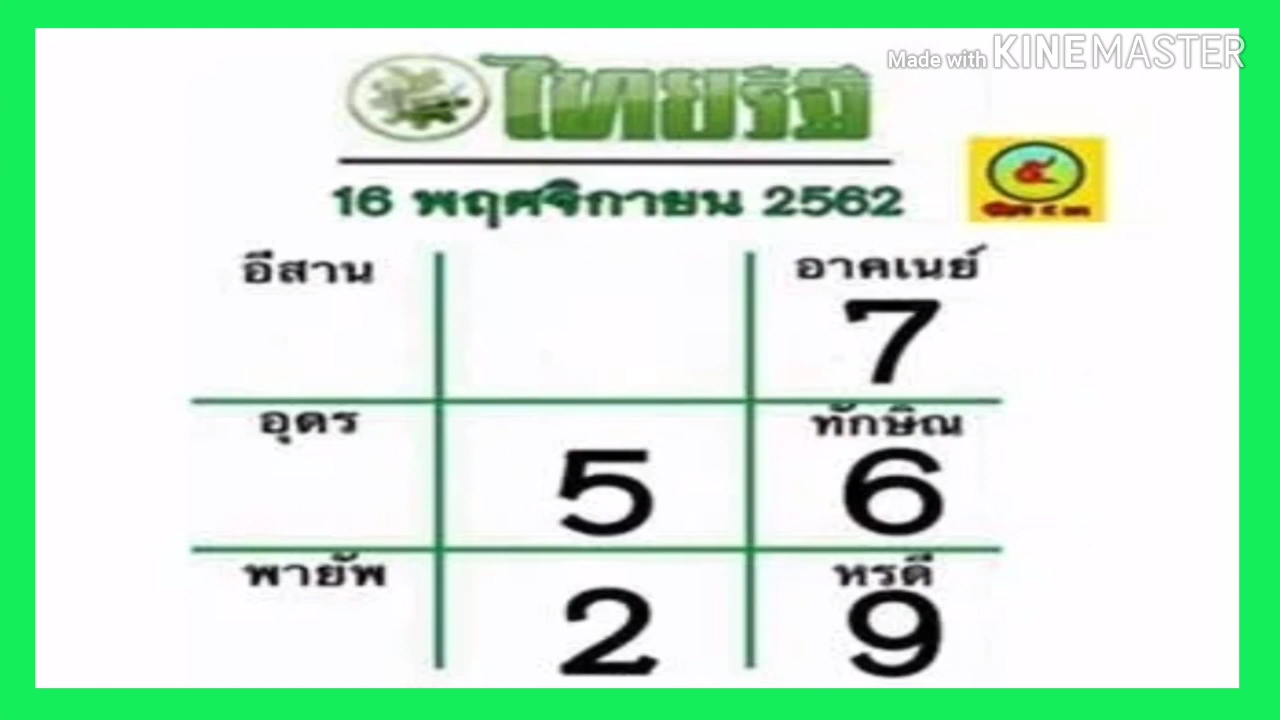 Made with KINEMASTER
ไทยรัฐ
๕
16 พฤศจิกายน 2562
อีสาน
อาคเนย์
7
อุดร
ทักษิณ
5 6
พายัพ
หรดี
2 9